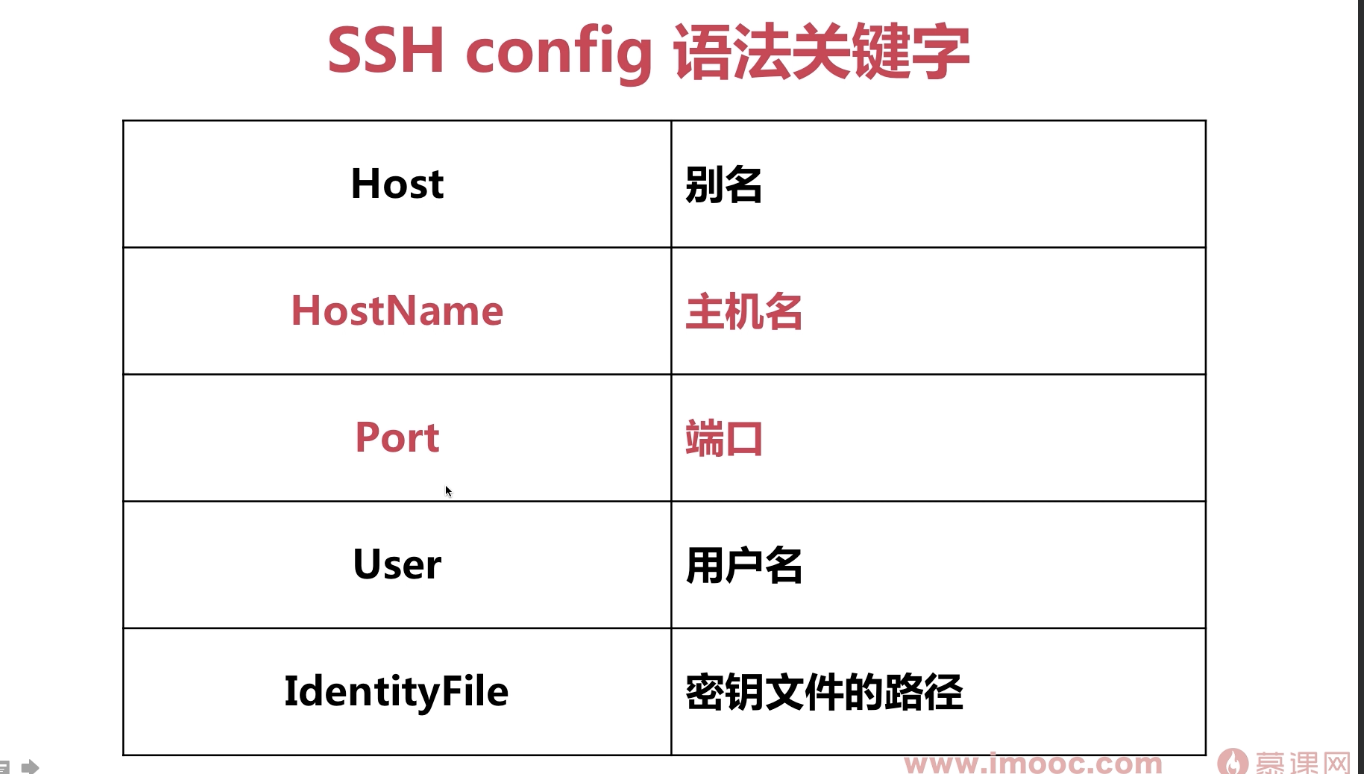 SSH config 语法关键字
Host 别名
HostName 主机名
Port 端口
User 用户名
IdentityFile 密钥文件的路径
www.imooc.com 慕课网